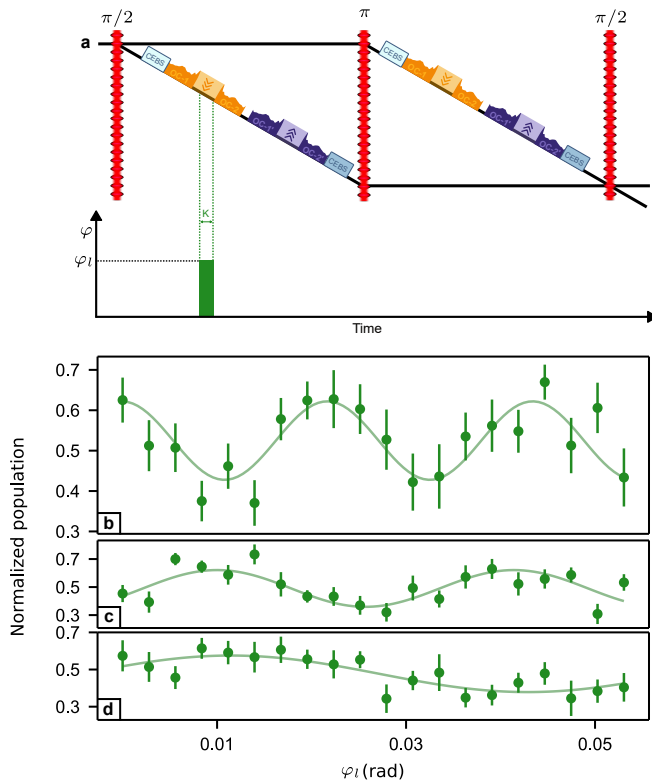 π/2 π π/2
a
CEBS OC-1 OC-2 OC-1' OC-2' CEBS
CEBS OC-1 OC-2 OC-1' OC-2' CEBS
K
φ
φₗ
Time
Normalized population
0.7
0.6
0.5
0.4
0.3
b
0.7
0.5
0.3
c
0.7
0.5
0.3
d
0.01 0.03 0.05
φₗ (rad)